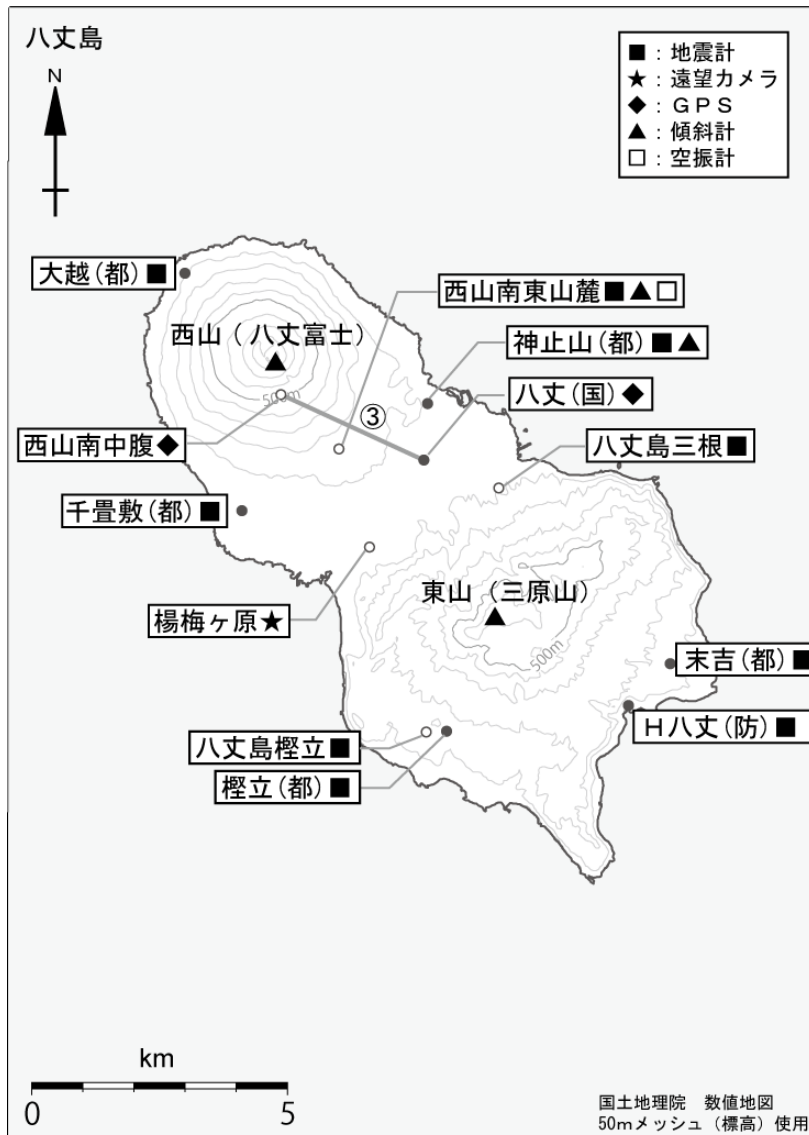 八丈島
N
■：地震計
★：遠望カメラ
◆：ＧＰＳ
▲：傾斜計
□：空振計
大越(都)■
西山南東山麓■▲□
西山（八丈富士）
神止山(都)■▲
八丈(国)◆
500m
③
西山南中腹◆
八丈島三根■
千畳敷(都)■
東山（三原山）
楊梅ヶ原★
500m
末吉(都)■
Ｈ八丈(防)■
八丈島樫立■
樫立(都)■
km
0 5
国土地理院 数値地図
50mメッシュ（標高）使用